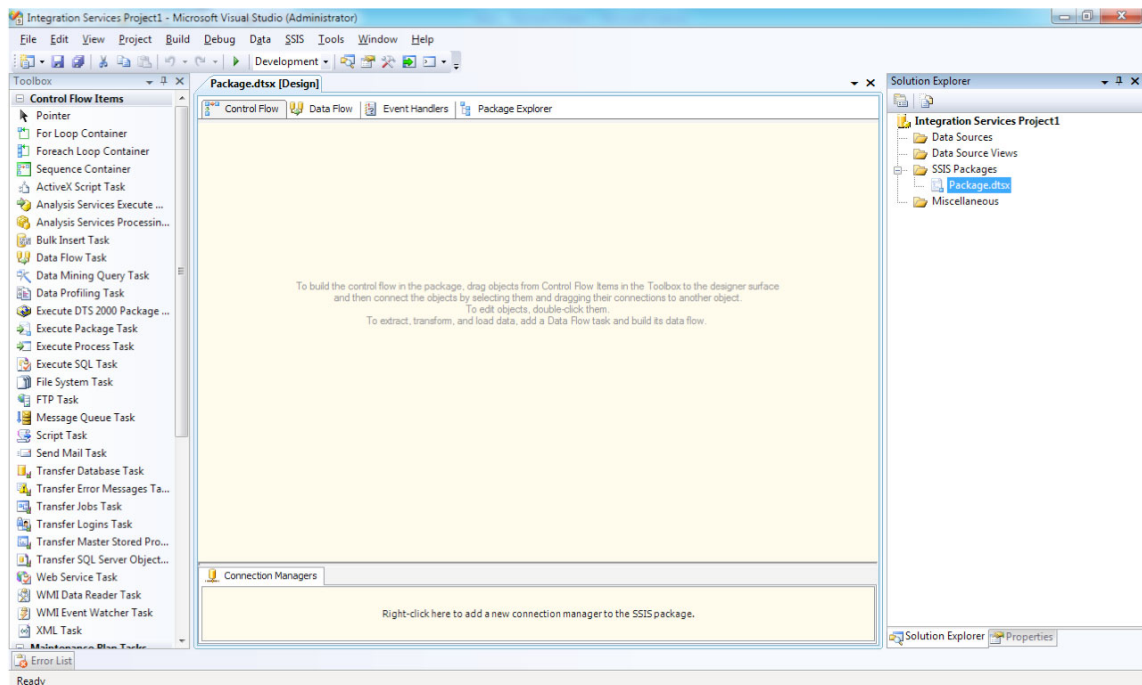 Integration Services Project1 - Microsoft Visual Studio (Administrator)
File Edit View Project Build Debug Data SSIS Tools Window Help
Development
Toolbox
Control Flow Items
Pointer
For Loop Container
Foreach Loop Container
Sequence Container
ActiveX Script Task
Analysis Services Execute ...
Analysis Services Processin...
Bulk Insert Task
Data Flow Task
Data Mining Query Task
Data Profiling Task
Execute DTS 2000 Package ...
Execute Package Task
Execute Process Task
Execute SQL Task
File System Task
FTP Task
Message Queue Task
Script Task
Send Mail Task
Transfer Database Task
Transfer Error Messages Ta...
Transfer Jobs Task
Transfer Logins Task
Transfer Master Stored Pro...
Transfer SQL Server Object...
Web Service Task
WMI Data Reader Task
WMI Event Watcher Task
XML Task
Maintenance Plan Tasks
Package.dtsx [Design]
Control Flow Data Flow Event Handlers Package Explorer
To build the control flow in the package, drag objects from Control Flow Items in the Toolbox to the designer surface
and then connect the objects by selecting them and dragging their connections to another object.
To edit objects, double-click them.
To extract, transform, and load data, add a Data Flow task and build its data flow.
Connection Managers
Right-click here to add a new connection manager to the SSIS package.
Solution Explorer
Integration Services Project1
Data Sources
Data Source Views
SSIS Packages
Package.dtsx
Miscellaneous
Solution Explorer Properties
Error List
Ready